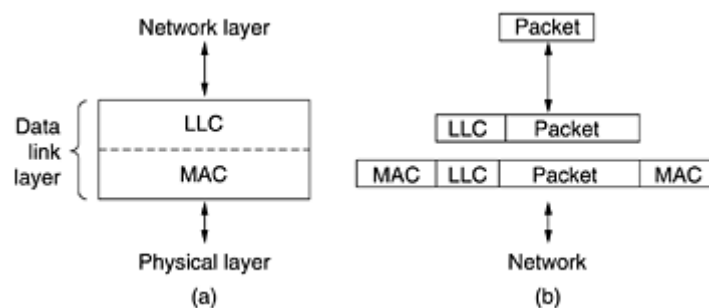 Network layer
LLC
MAC
Data
link
layer
Physical layer
(a)
Packet
LLC Packet
MAC LLC Packet MAC
Network
(b)